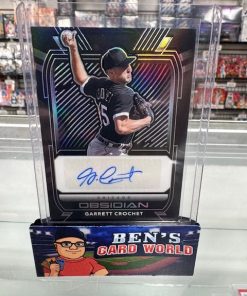 OBSIDIAN
GARRETT CROCHET
BEN'S
CARD WORLD